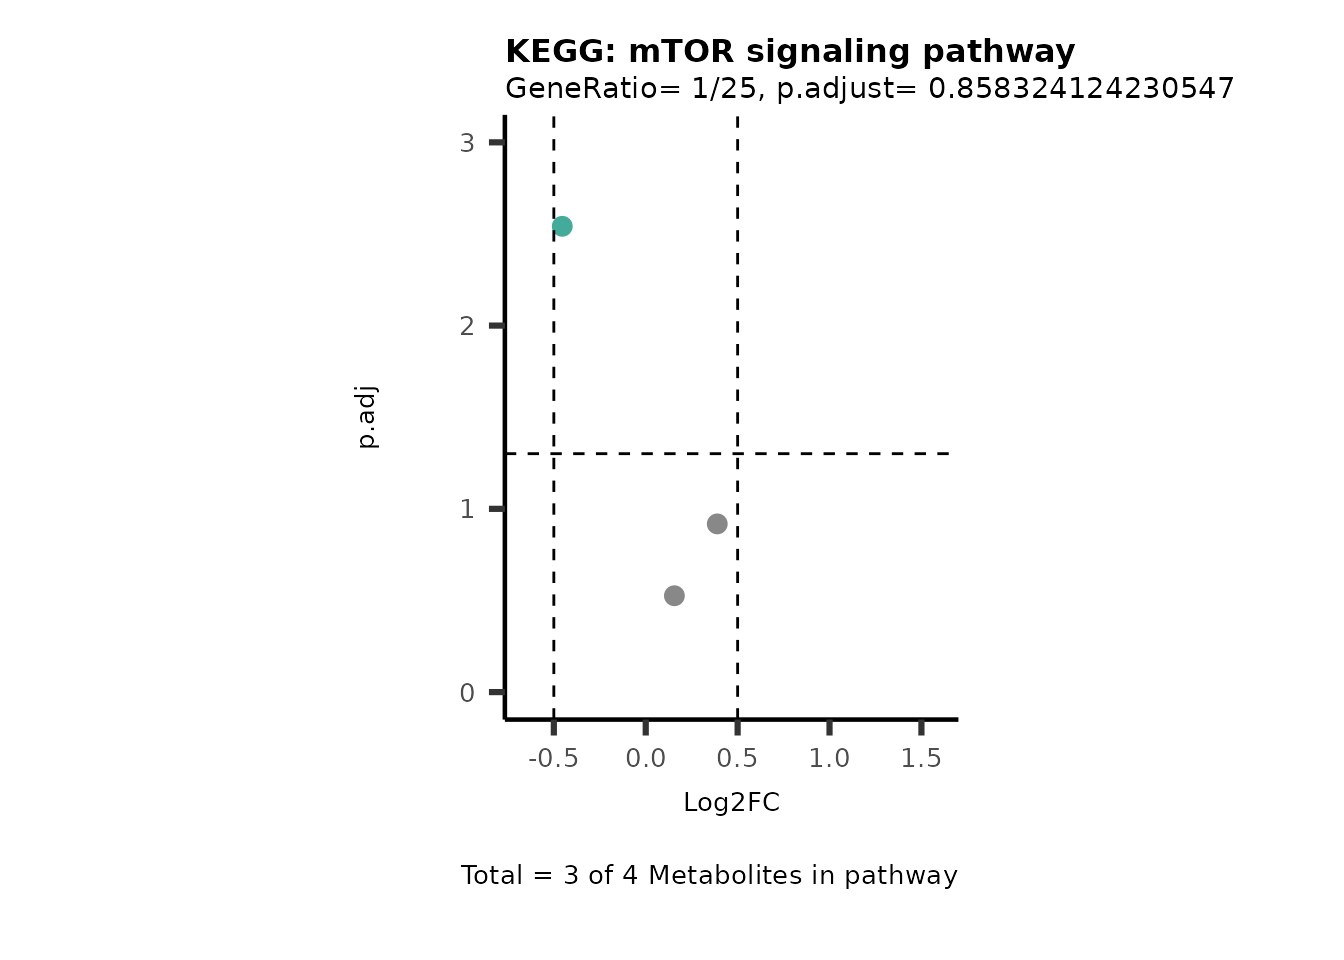 KEGG: mTOR signaling pathway
GeneRatio= 1/25, p.adjust= 0.858324124230547
3
2
1
0
p.adj
-0.5 0.0 0.5 1.0 1.5
Log2FC
Total = 3 of 4 Metabolites in pathway